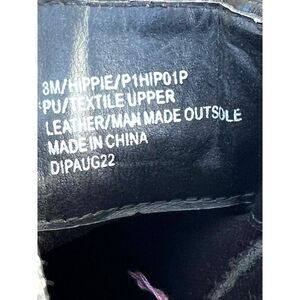 8M/HIPPIE/P1HIP01P
PU/TEXTILE UPPER
LEATHER/MAN MADE OUTSOLE
MADE IN CHINA
DIPAUG22